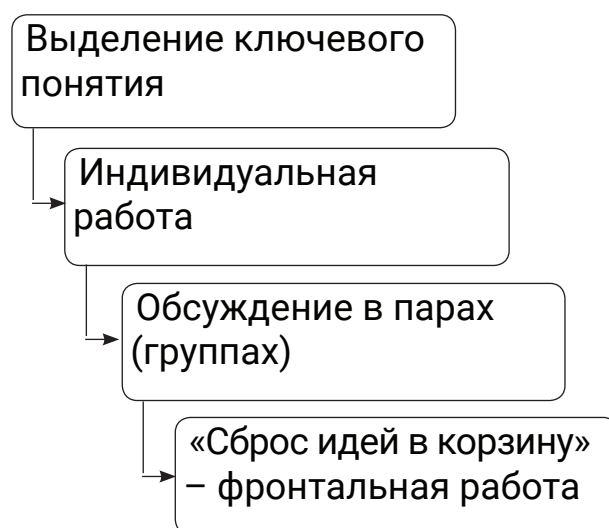 Выделение ключевого
понятия
Индивидуальная
работа
Обсуждение в парах
(группах)
«Сброс идей в корзину»
– фронтальная работа